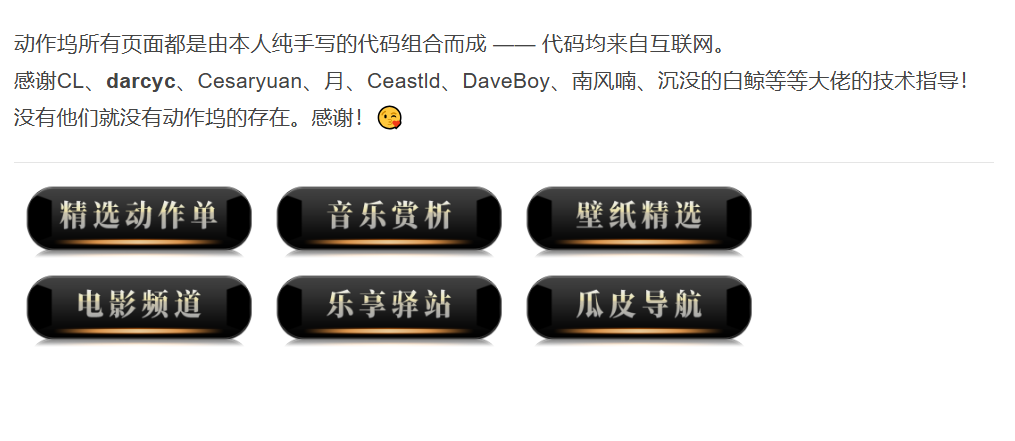 动作坞所有页面都是由本人纯手写的代码组合而成 —— 代码均来自互联网。
感谢CL、darcyc、Cesaryuan、月、Ceastld、DaveBoy、南风喃、沉没的白鲸等等大佬的技术指导！
没有他们就没有动作坞的存在。感谢！😘
精选动作单 音乐赏析 壁纸精选
电影频道 乐享驿站 瓜皮导航